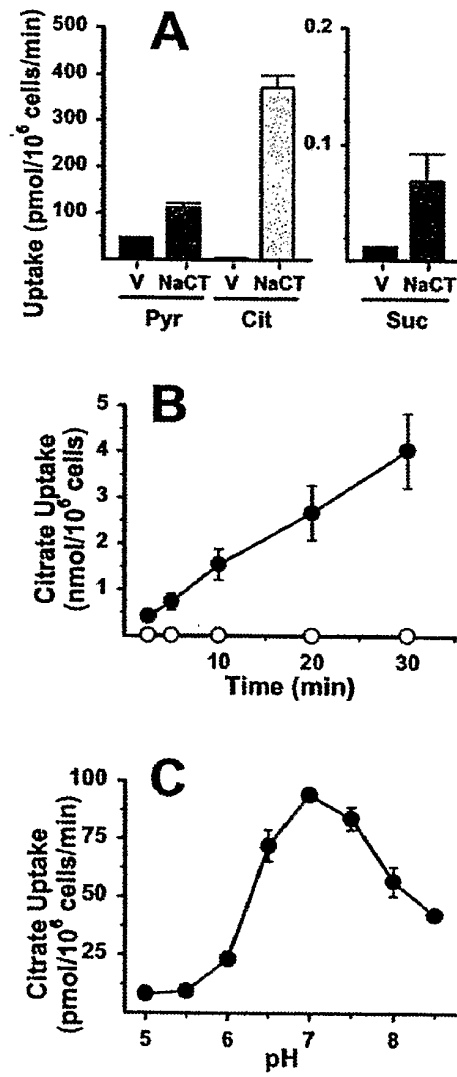 A
Uptake (pmol/10⁶ cells/min)
500
400
300
200
100
V NaCT V NaCT
Pyr Cit
0.2
0.1
V NaCT
Suc
B
Citrate Uptake
(nmol/10⁶ cells)
5
4
3
2
1
10 20 30
Time (min)
C
Citrate Uptake
(pmol/10⁶ cells/min)
100
75
50
25
5 6 7 8
pH